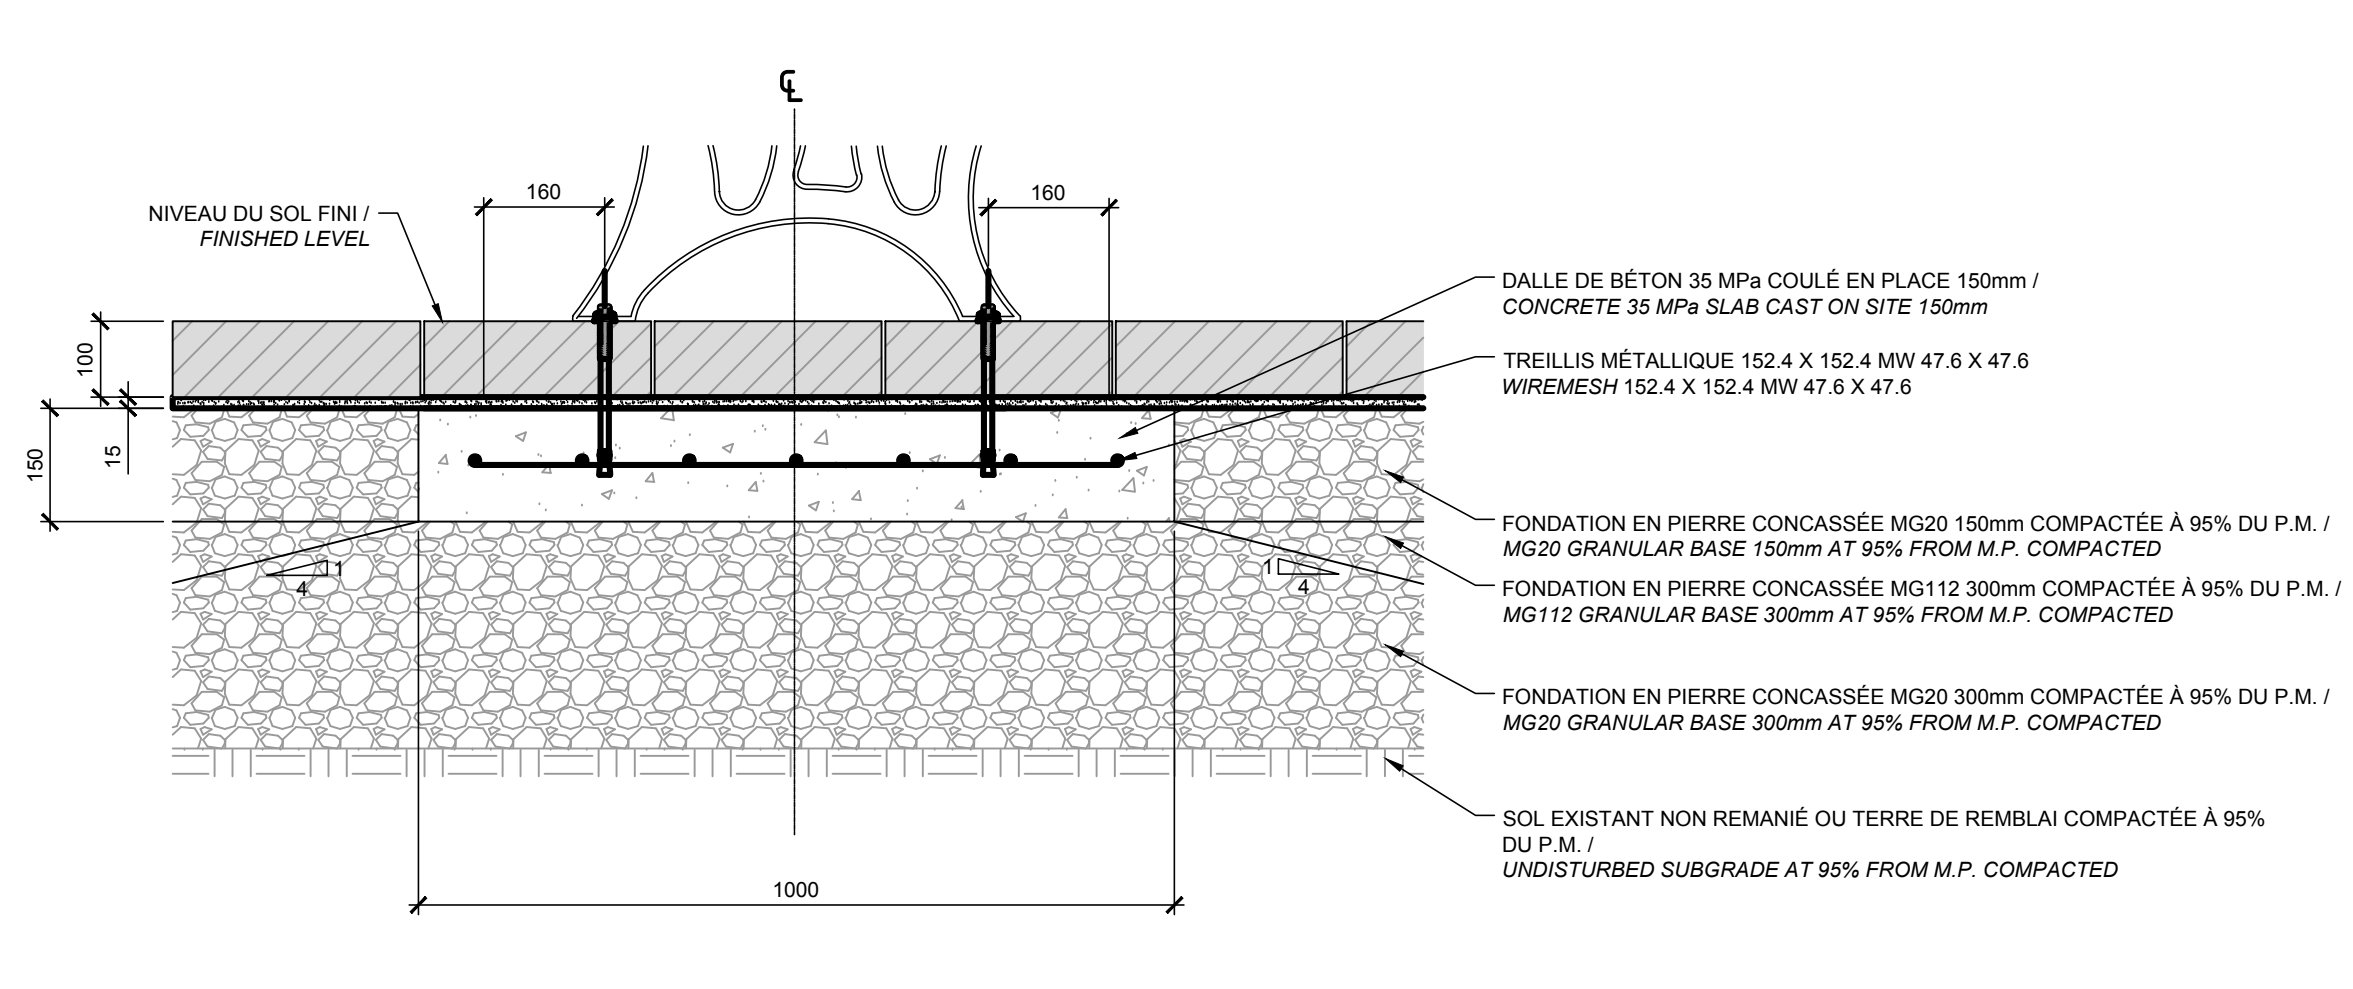 ℄
160
160
NIVEAU DU SOL FINI /
FINISHED LEVEL
100
15
150
DALLE DE BÉTON 35 MPa COULÉ EN PLACE 150mm /
CONCRETE 35 MPa SLAB CAST ON SITE 150mm
TREILLIS MÉTALLIQUE 152.4 X 152.4 MW 47.6 X 47.6
WIREMESH 152.4 X 152.4 MW 47.6 X 47.6
FONDATION EN PIERRE CONCASSÉE MG20 150mm COMPACTÉE À 95% DU P.M. /
MG20 GRANULAR BASE 150mm AT 95% FROM M.P. COMPACTED
1
4
1
4
FONDATION EN PIERRE CONCASSÉE MG112 300mm COMPACTÉE À 95% DU P.M. /
MG112 GRANULAR BASE 300mm AT 95% FROM M.P. COMPACTED
FONDATION EN PIERRE CONCASSÉE MG20 300mm COMPACTÉE À 95% DU P.M. /
MG20 GRANULAR BASE 300mm AT 95% FROM M.P. COMPACTED
SOL EXISTANT NON REMANIÉ OU TERRE DE REMBLAI COMPACTÉE À 95%
DU P.M. /
UNDISTURBED SUBGRADE AT 95% FROM M.P. COMPACTED
1000